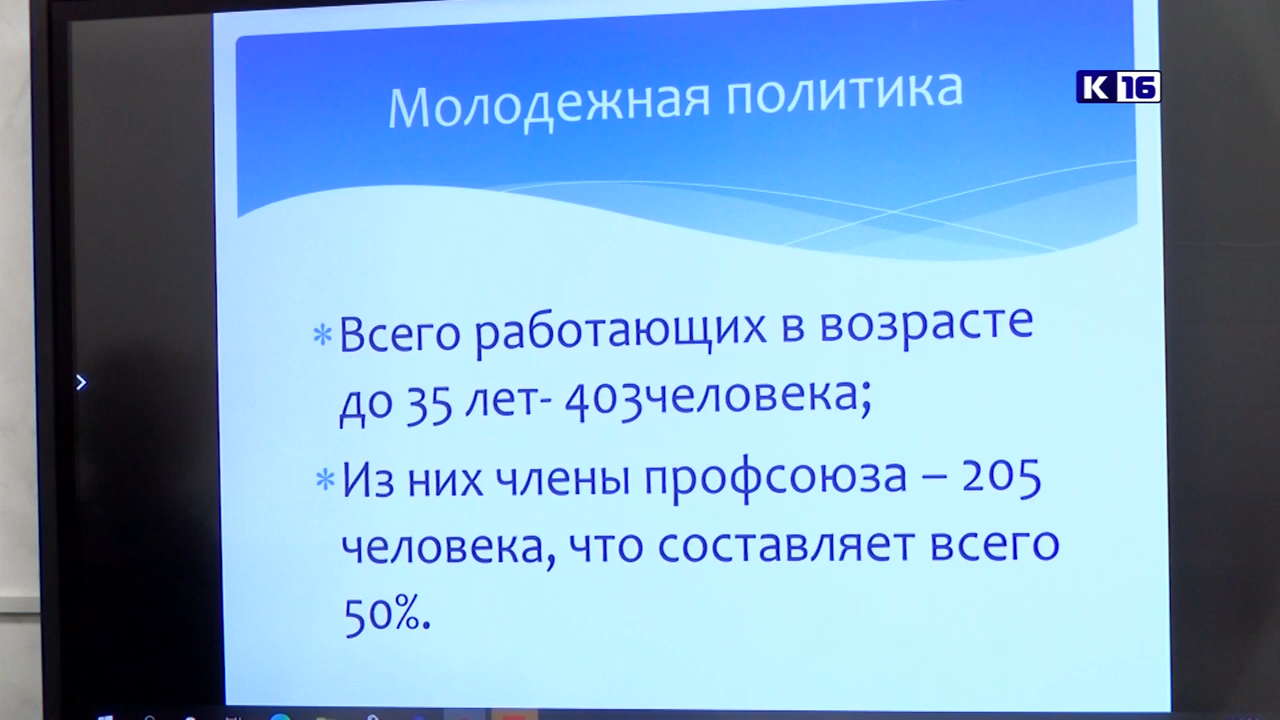 Молодежная политика
К 16
*Всего работающих в возрасте
до 35 лет- 403человека;
*Из них члены профсоюза – 205
человека, что составляет всего
50%.